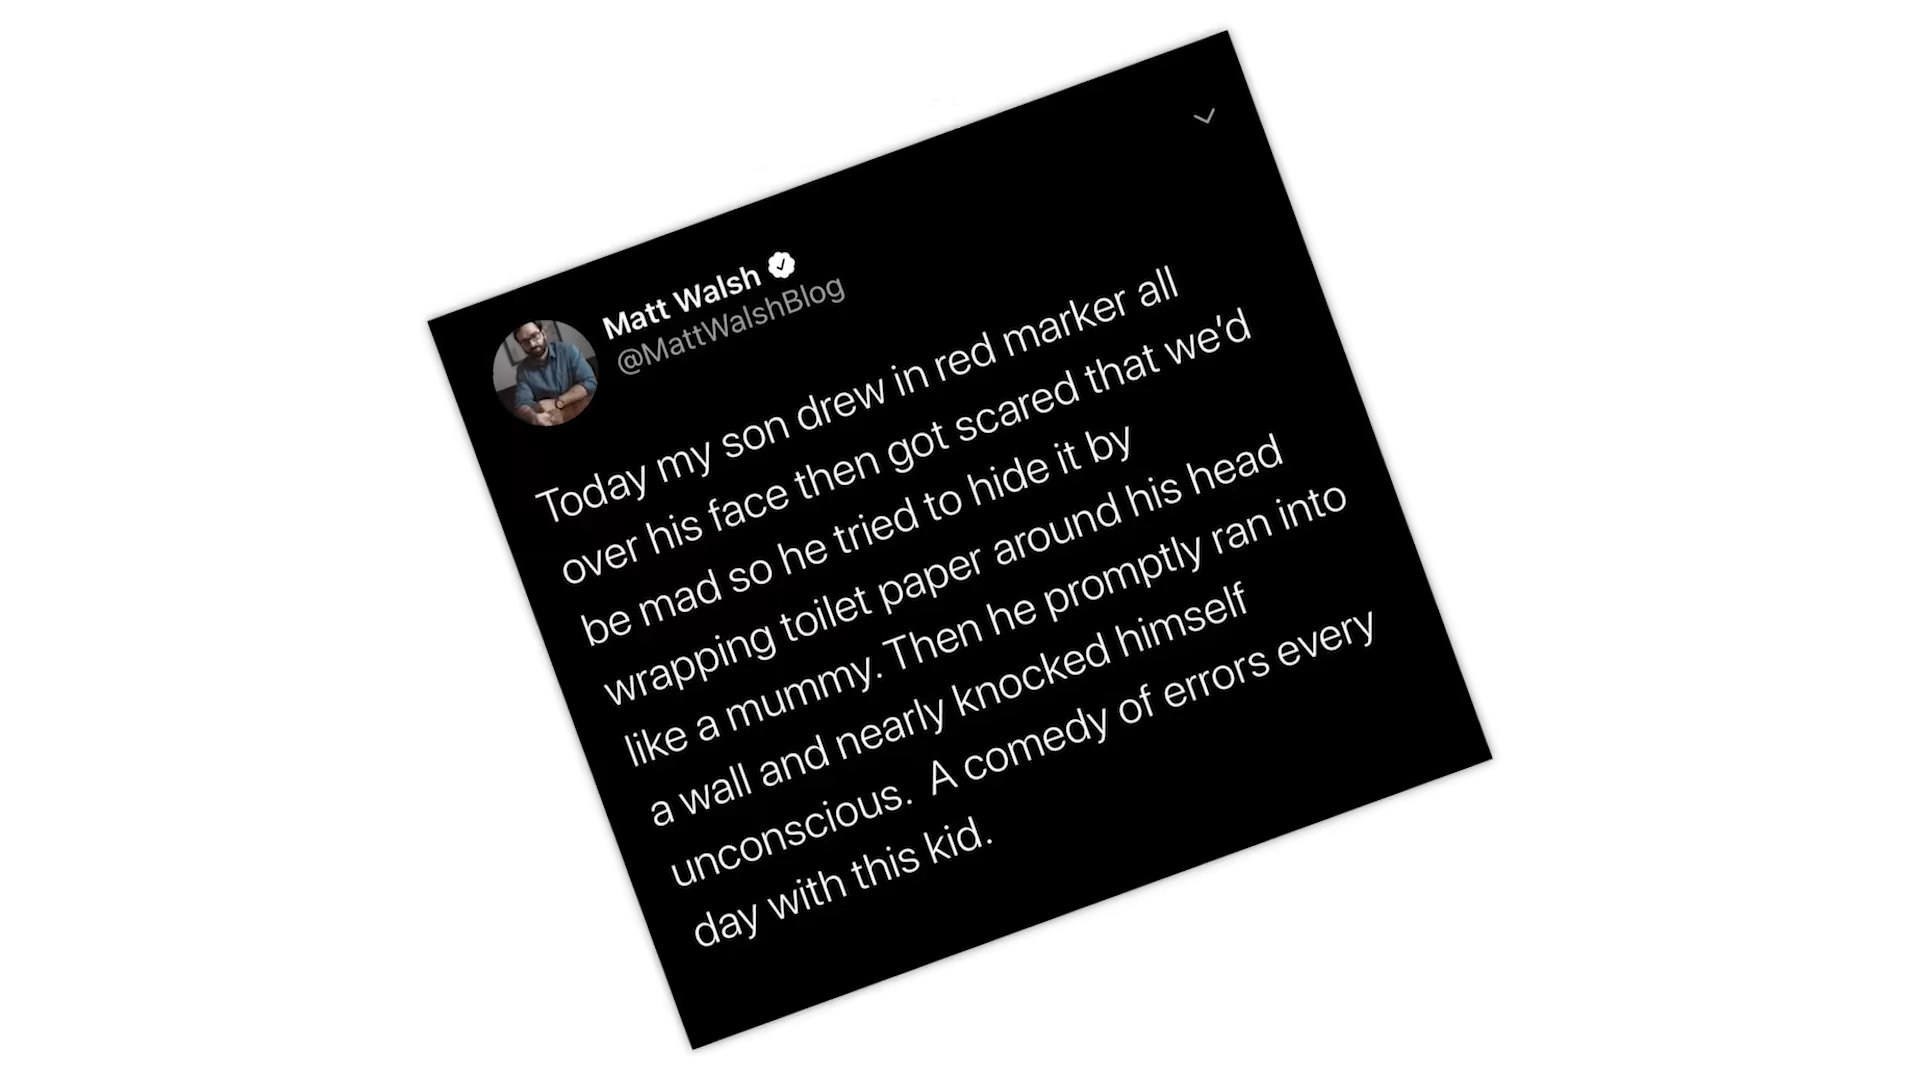 Matt Walsh
@MattWalshBlog
Today my son drew in red marker all
over his face then got scared that we'd
be mad so he tried to hide it by
wrapping toilet paper around his head
like a mummy. Then he promptly ran into
a wall and nearly knocked himself
unconscious.  A comedy of errors every
day with this kid.